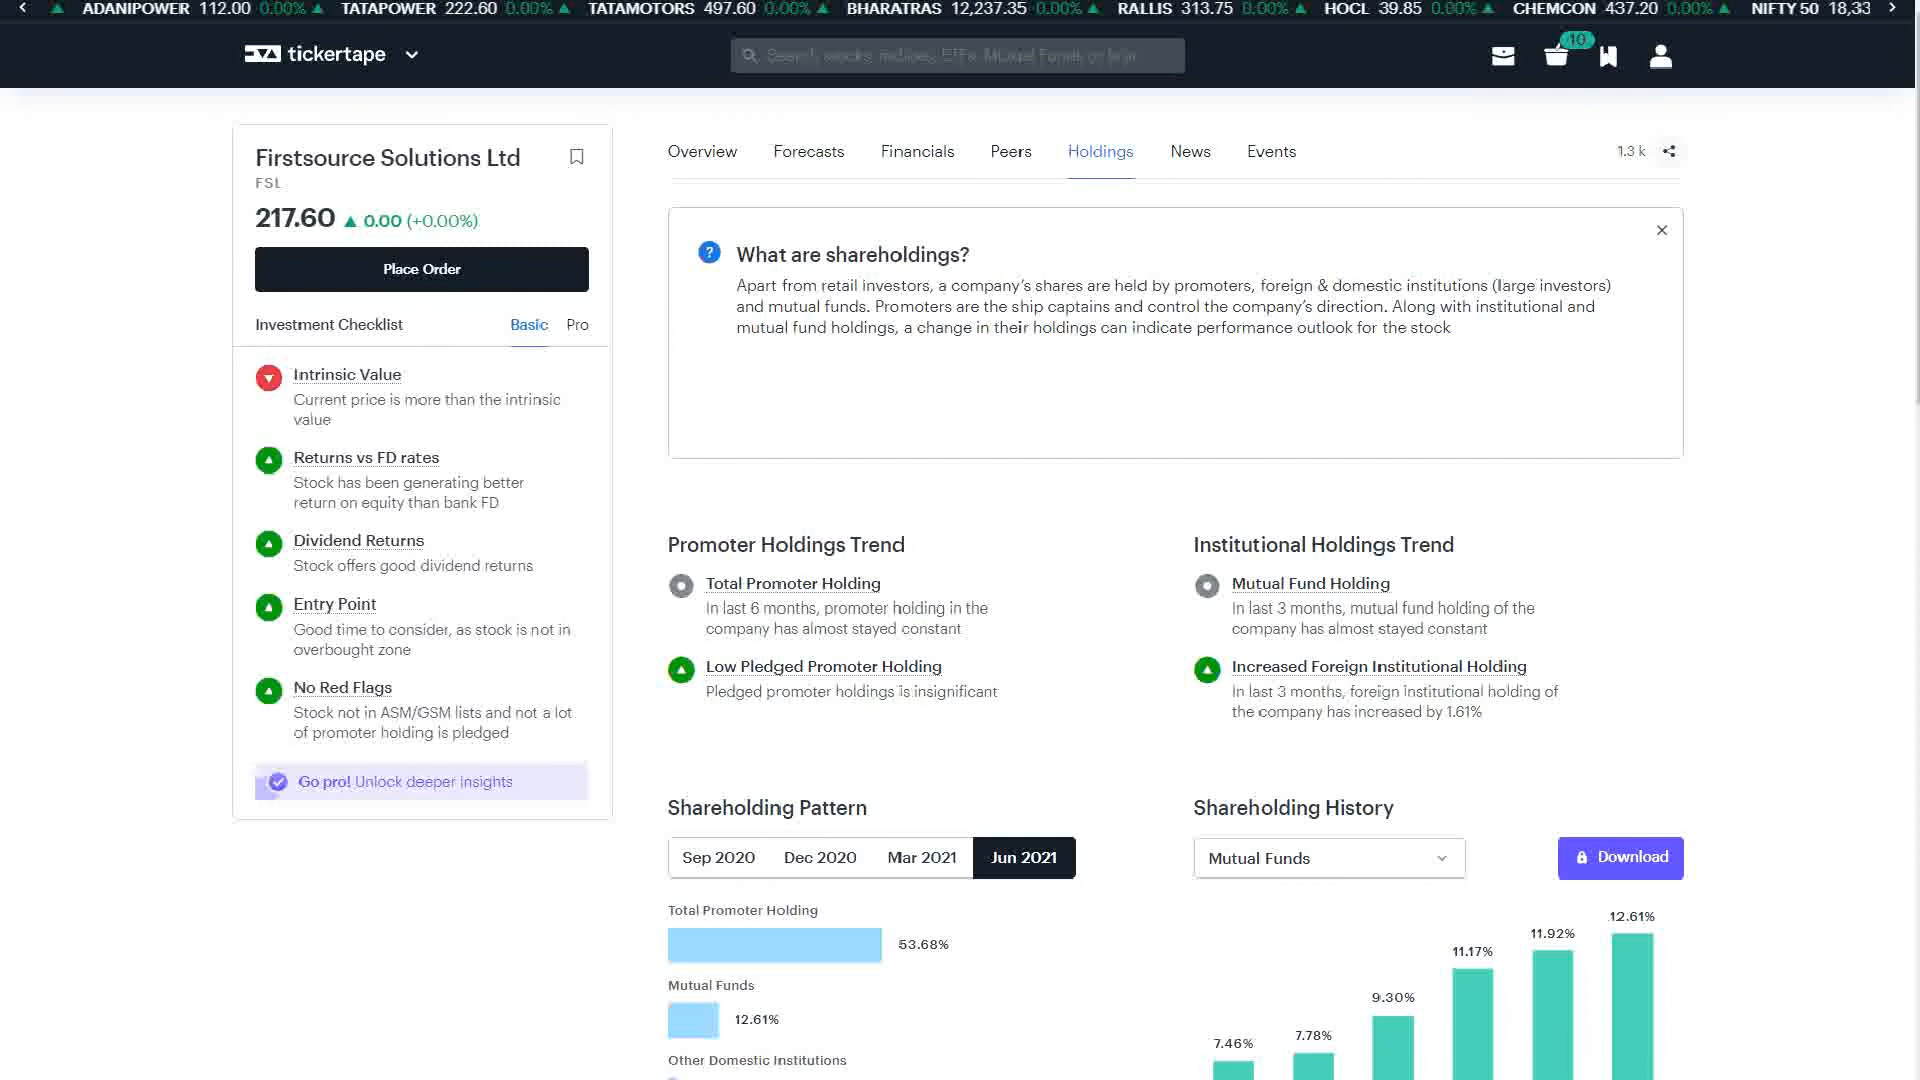 ADANIPOWER 112.00 0.00% ▲ TATAPOWER 222.60 0.00% ▲ TATAMOTORS 497.60 0.00% ▲ BHARATRAS 12,237.35 0.00% ▲ RALLIS 313.75 0.00% ▲ HOCL 39.85 0.00% ▲ CHEMCON 437.20 0.00% ▲ NIFTY 50 18,33
tickertape
Search stocks, indices, ETFs, Mutual Funds or
10
Firstsource Solutions Ltd
FSL
217.60 ▲ 0.00 (+0.00%)
Place Order
Investment Checklist Basic Pro
Intrinsic Value
Current price is more than the intrinsic
value
Returns vs FD rates
Stock has been generating better
return on equity than bank FD
Dividend Returns
Stock offers good dividend returns
Entry Point
Good time to consider, as stock is not in
overbought zone
No Red Flags
Stock not in ASM/GSM lists and not a lot
of promoter holding is pledged
Go pro! Unlock deeper insights
Overview Forecasts Financials Peers Holdings News Events 1.3 k
What are shareholdings?
Apart from retail investors, a company's shares are held by promoters, foreign & domestic institutions (large investors)
and mutual funds. Promoters are the ship captains and control the company's direction. Along with institutional and
mutual fund holdings, a change in their holdings can indicate performance outlook for the stock
Promoter Holdings Trend
Total Promoter Holding
In last 6 months, promoter holding in the
company has almost stayed constant
Low Pledged Promoter Holding
Pledged promoter holdings is insignificant
Institutional Holdings Trend
Mutual Fund Holding
In last 3 months, mutual fund holding of the
company has almost stayed constant
Increased Foreign Institutional Holding
In last 3 months, foreign institutional holding of
the company has increased by 1.61%
Shareholding Pattern
Sep 2020 Dec 2020 Mar 2021 Jun 2021
Total Promoter Holding
53.68%
Mutual Funds
12.61%
Other Domestic Institutions
Shareholding History
Mutual Funds
Download
7.46% 7.78% 9.30% 11.17% 11.92% 12.61%